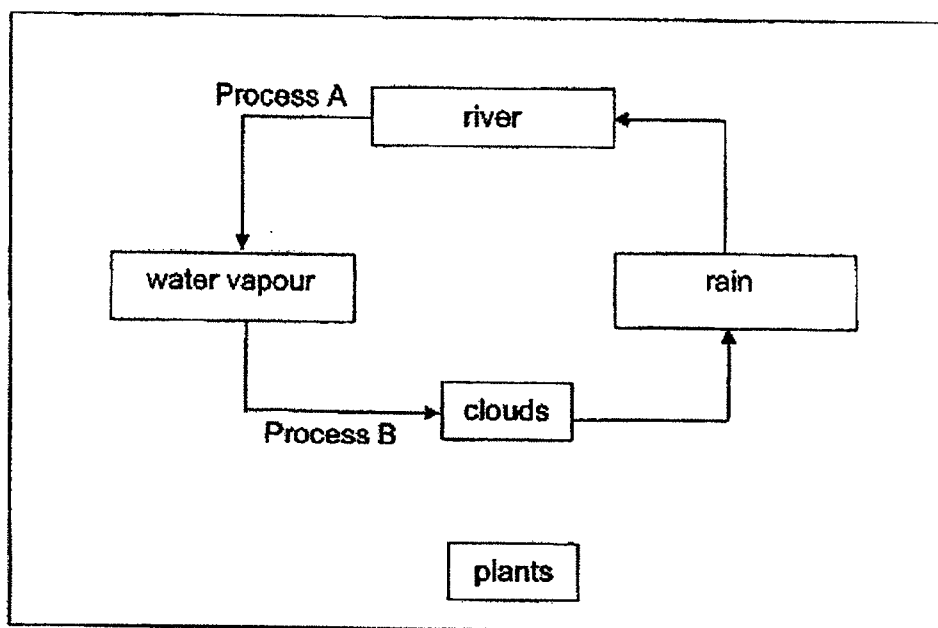 Process A
river
water vapour
rain
clouds
Process B
plants